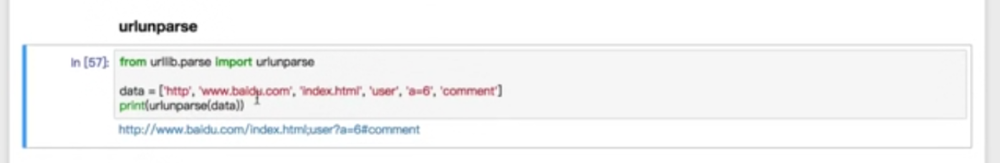 urlunparse
In [57]: from urllib.parse import urlunparse
data = ['http', 'www.baidu.com', 'index.html', 'user', 'a=6', 'comment']
print(urlunparse(data))
http://www.baidu.com/index.html;user?a=6#comment